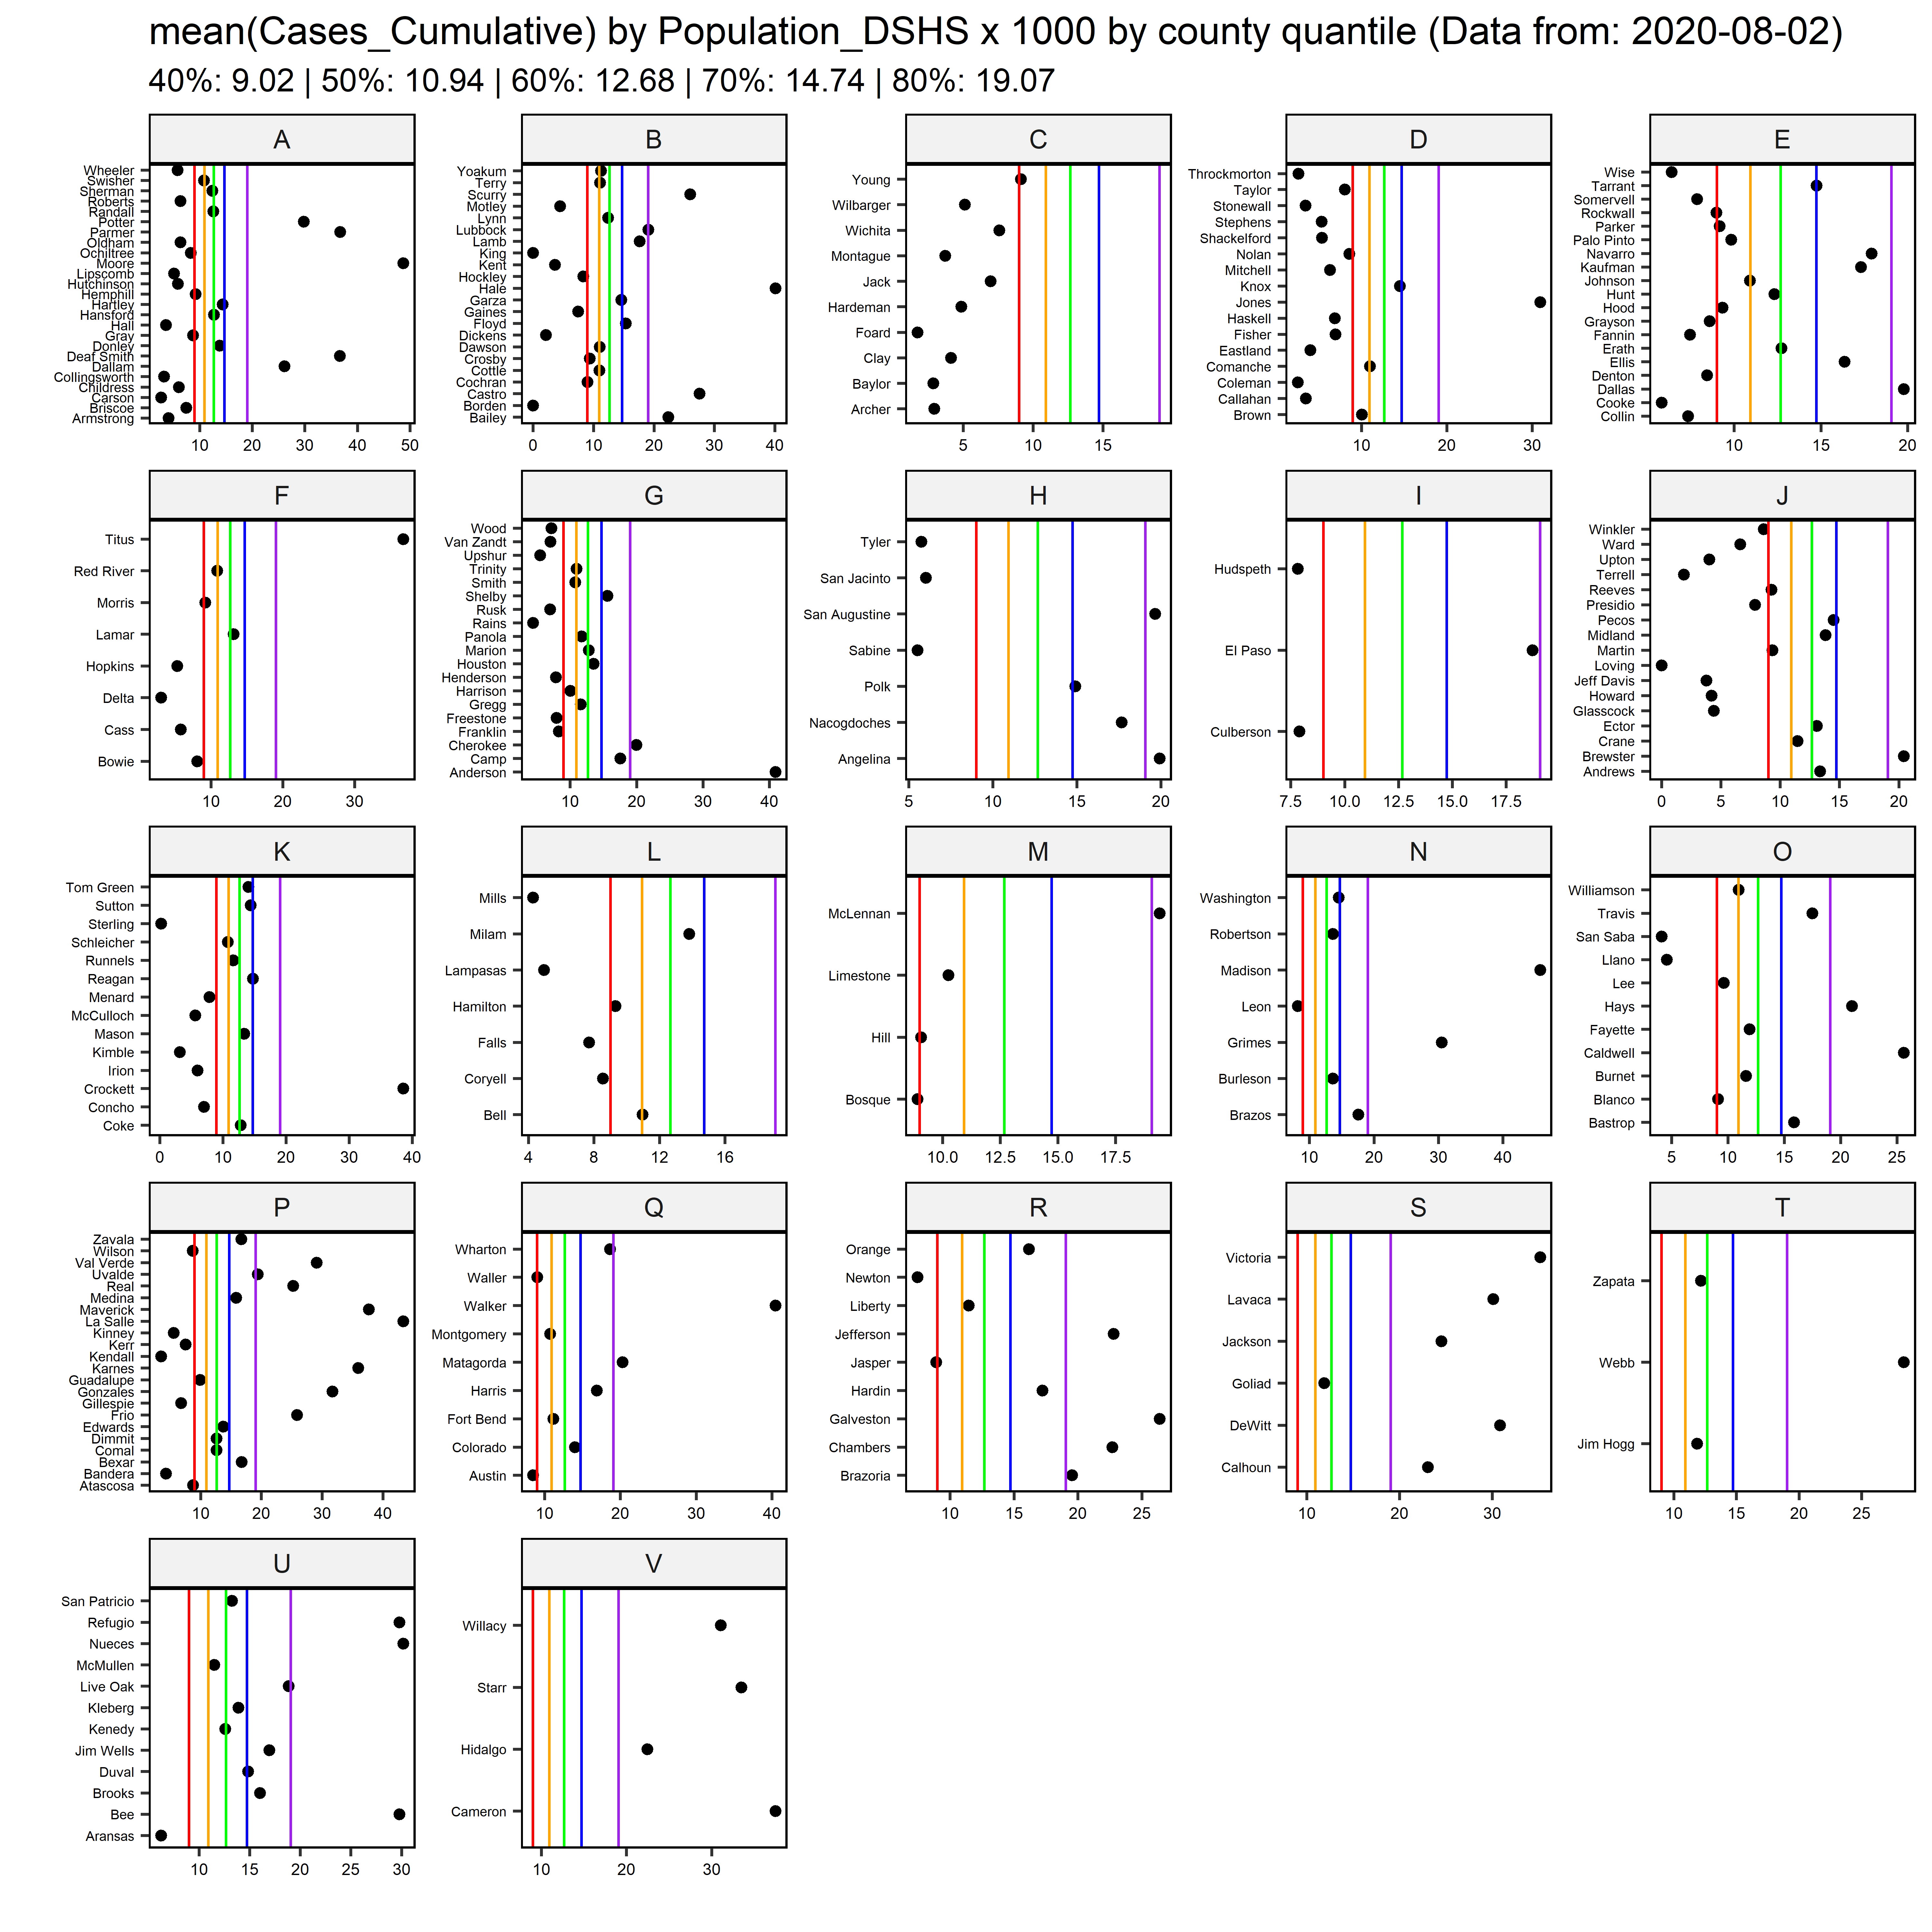 mean(Cases_Cumulative) by Population_DSHS x 1000 by county quantile (Data from: 2020-08-02)
40%: 9.02 | 50%: 10.94 | 60%: 12.68 | 70%: 14.74 | 80%: 19.07
A
Wheeler
Swisher
Sherman
Roberts
Randall
Potter
Parmer
Oldham
Ochiltree
Moore
Lipscomb
Hutchinson
Hemphill
Hartley
Hansford
Hall
Gray
Donley
Deaf Smith
Dallam
Collingsworth
Childress
Carson
Briscoe
Armstrong
10 20 30 40 50
B
Yoakum
Terry
Scurry
Motley
Lynn
Lubbock
Lamb
King
Kent
Hockley
Hale
Garza
Gaines
Floyd
Dickens
Dawson
Crosby
Cottle
Cochran
Castro
Borden
Bailey
0 10 20 30 40
C
Young
Wilbarger
Wichita
Montague
Jack
Hardeman
Foard
Clay
Baylor
Archer
5 10 15
D
Throckmorton
Taylor
Stonewall
Stephens
Shackelford
Nolan
Mitchell
Knox
Jones
Haskell
Fisher
Eastland
Comanche
Coleman
Callahan
Brown
10 20 30
E
Wise
Tarrant
Somervell
Rockwall
Parker
Palo Pinto
Navarro
Kaufman
Johnson
Hunt
Hood
Grayson
Fannin
Erath
Ellis
Denton
Dallas
Cooke
Collin
10 15 20
F
Titus
Red River
Morris
Lamar
Hopkins
Delta
Cass
Bowie
10 20 30
G
Wood
Van Zandt
Upshur
Trinity
Smith
Shelby
Rusk
Rains
Panola
Marion
Houston
Henderson
Harrison
Gregg
Freestone
Franklin
Cherokee
Camp
Anderson
10 20 30 40
H
Tyler
San Jacinto
San Augustine
Sabine
Polk
Nacogdoches
Angelina
5 10 15 20
I
Hudspeth
El Paso
Culberson
7.5 10.0 12.5 15.0 17.5
J
Winkler
Ward
Upton
Terrell
Reeves
Presidio
Pecos
Midland
Martin
Loving
Jeff Davis
Howard
Glasscock
Ector
Crane
Brewster
Andrews
0 5 10 15 20
K
Tom Green
Sutton
Sterling
Schleicher
Runnels
Reagan
Menard
McCulloch
Mason
Kimble
Irion
Crockett
Concho
Coke
0 10 20 30 40
L
Mills
Milam
Lampasas
Hamilton
Falls
Coryell
Bell
4 8 12 16
M
McLennan
Limestone
Hill
Bosque
10.0 12.5 15.0 17.5
N
Washington
Robertson
Madison
Leon
Grimes
Burleson
Brazos
10 20 30 40
O
Williamson
Travis
San Saba
Llano
Lee
Hays
Fayette
Caldwell
Burnet
Blanco
Bastrop
5 10 15 20 25
P
Zavala
Wilson
Val Verde
Uvalde
Real
Medina
Maverick
La Salle
Kinney
Kerr
Kendall
Karnes
Guadalupe
Gonzales
Gillespie
Frio
Edwards
Dimmit
Comal
Bexar
Bandera
Atascosa
10 20 30 40
Q
Wharton
Waller
Walker
Montgomery
Matagorda
Harris
Fort Bend
Colorado
Austin
10 20 30 40
R
Orange
Newton
Liberty
Jefferson
Jasper
Hardin
Galveston
Chambers
Brazoria
10 15 20 25
S
Victoria
Lavaca
Jackson
Goliad
DeWitt
Calhoun
10 20 30
T
Zapata
Webb
Jim Hogg
10 15 20 25
U
San Patricio
Refugio
Nueces
McMullen
Live Oak
Kleberg
Kenedy
Jim Wells
Duval
Brooks
Bee
Aransas
10 15 20 25 30
V
Willacy
Starr
Hidalgo
Cameron
10 20 30